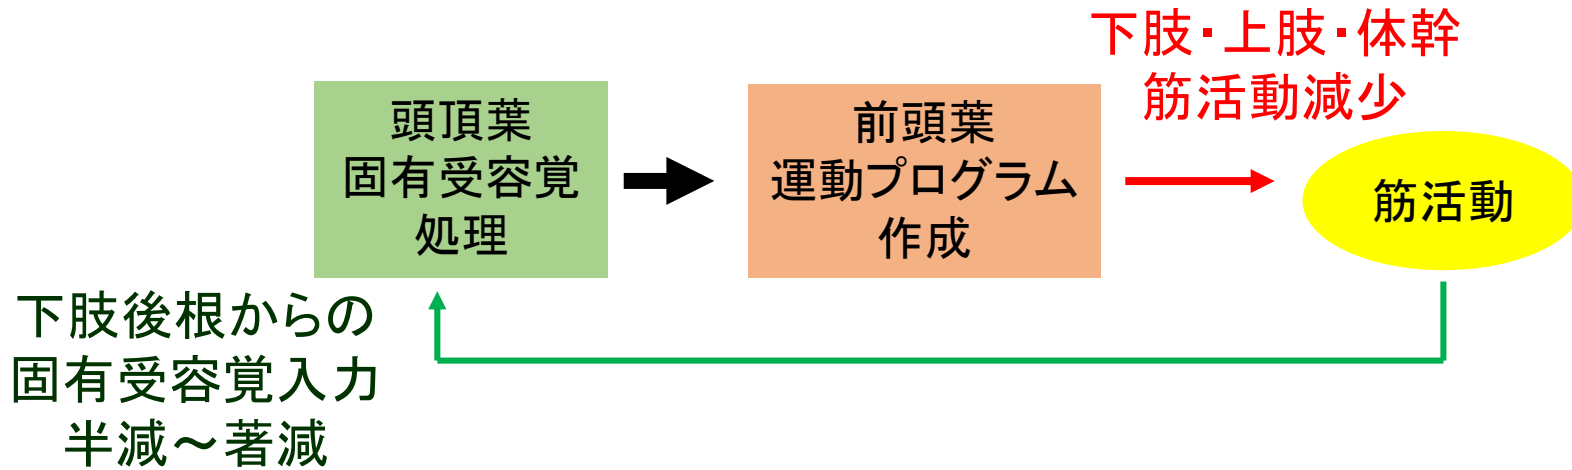 下肢・上肢・体幹
筋活動減少
頭頂葉
固有受容覚
処理
前頭葉
運動プログラム
作成
筋活動
下肢後根からの
固有受容覚入力
半減～著減